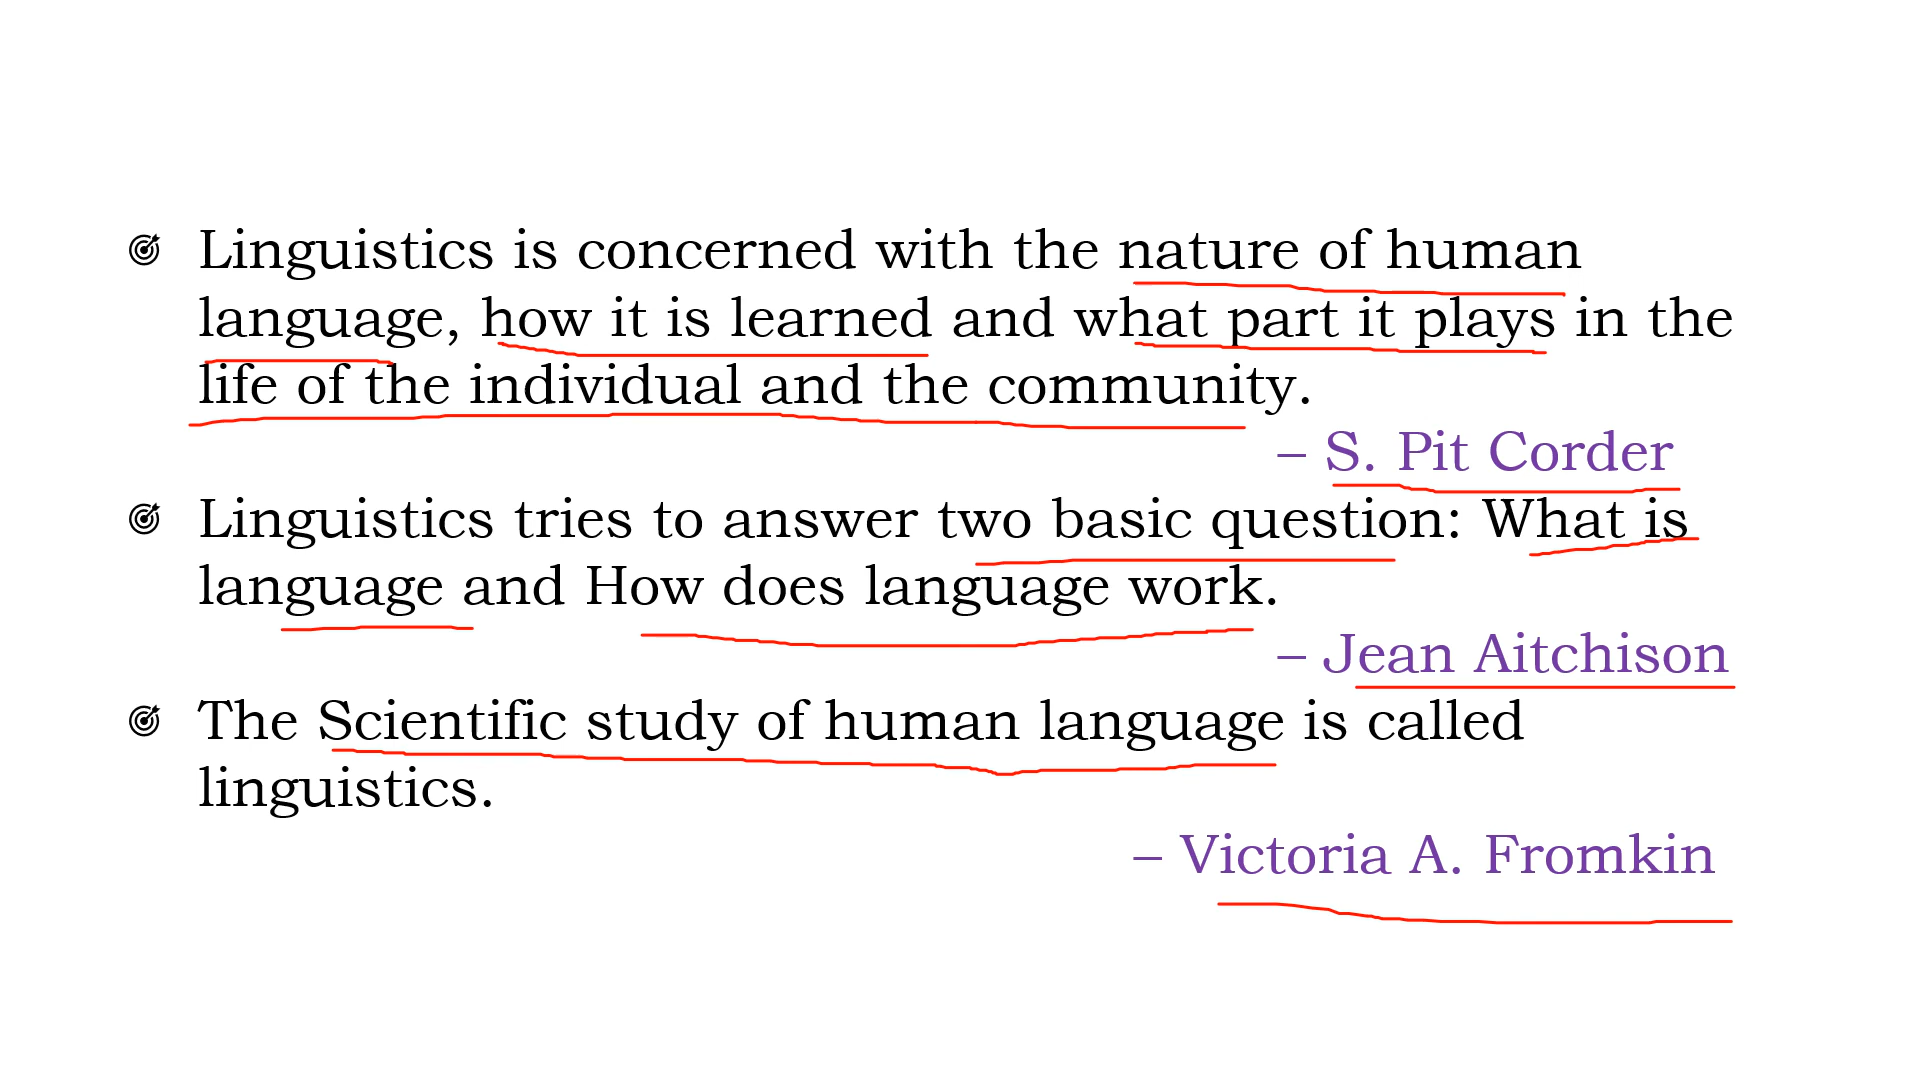 Linguistics is concerned with the nature of human
language, how it is learned and what part it plays in the
life of the individual and the community.
– S. Pit Corder
Linguistics tries to answer two basic question: What is
language and How does language work.
– Jean Aitchison
The Scientific study of human language is called
linguistics.
– Victoria A. Fromkin